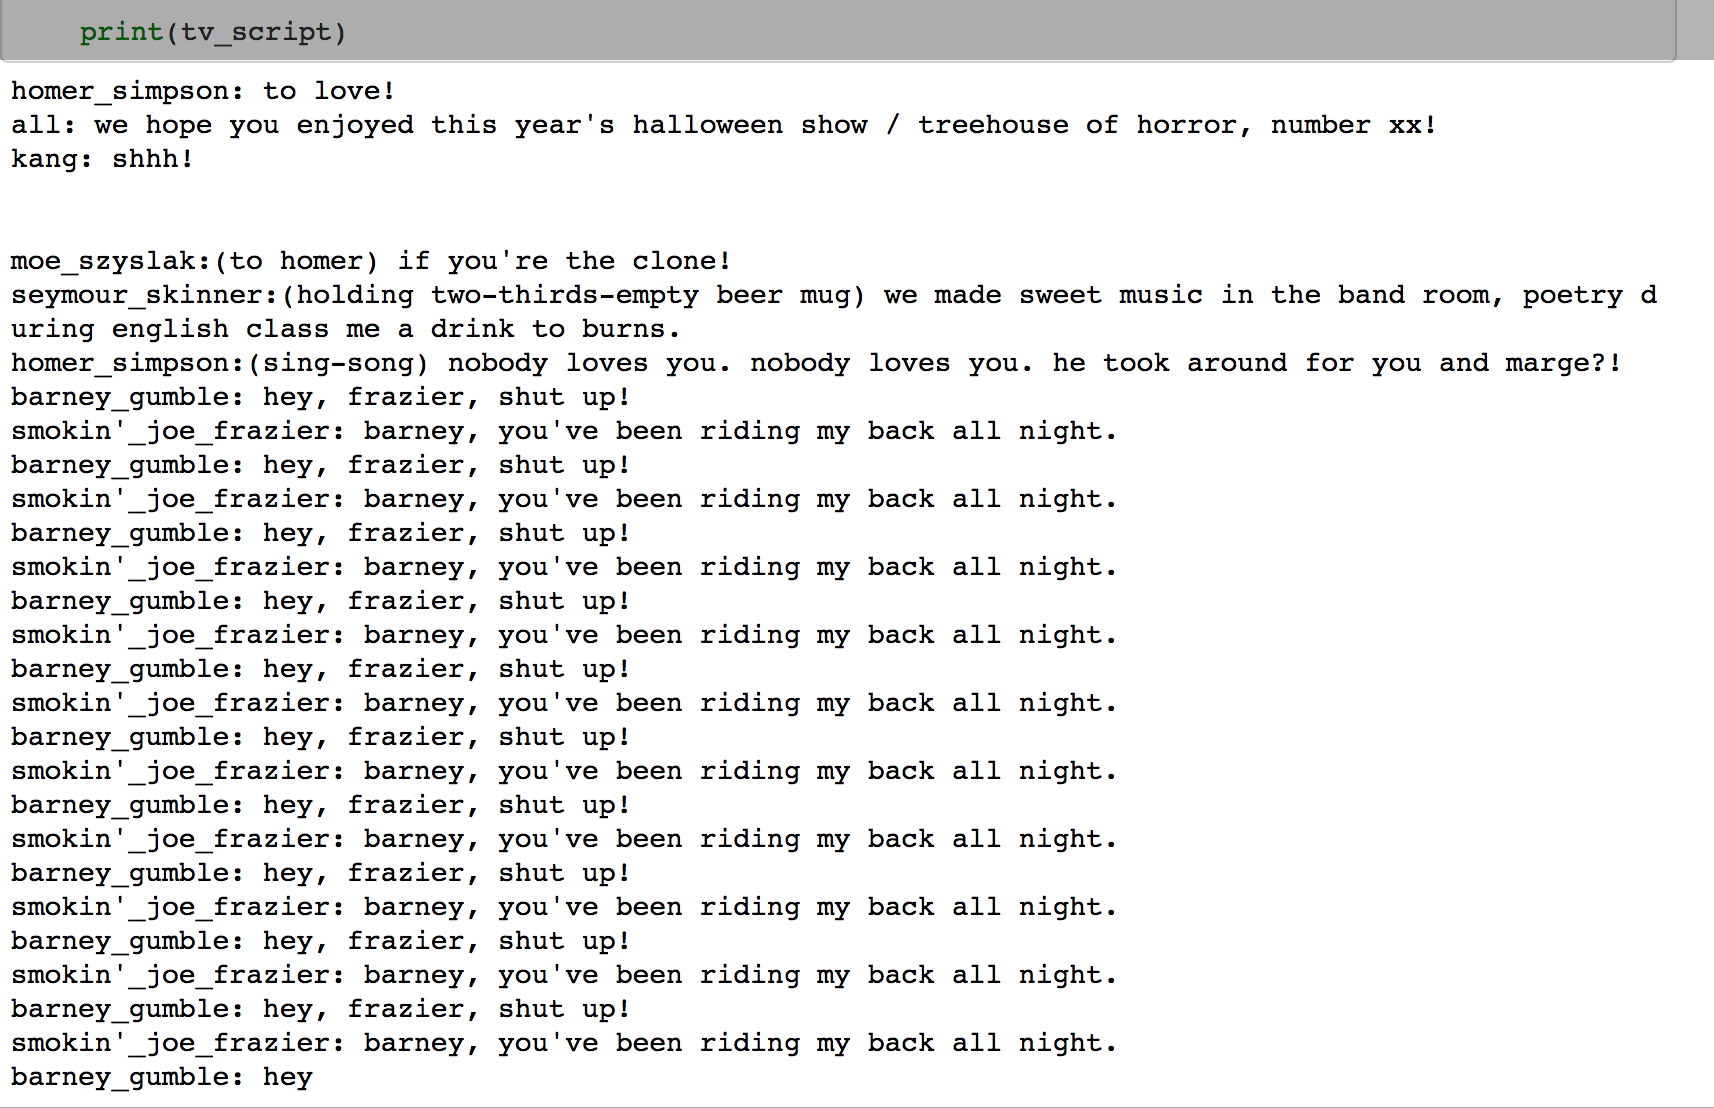 print(tv_script)
homer_simpson: to love!
all: we hope you enjoyed this year's halloween show / treehouse of horror, number xx!
kang: shhh!
moe_szyslak:(to homer) if you're the clone!
seymour_skinner:(holding two-thirds-empty beer mug) we made sweet music in the band room, poetry d
uring english class me a drink to burns.
homer_simpson:(sing-song) nobody loves you. nobody loves you. he took around for you and marge?!
barney_gumble: hey, frazier, shut up!
smokin'_joe_frazier: barney, you've been riding my back all night.
barney_gumble: hey, frazier, shut up!
smokin'_joe_frazier: barney, you've been riding my back all night.
barney_gumble: hey, frazier, shut up!
smokin'_joe_frazier: barney, you've been riding my back all night.
barney_gumble: hey, frazier, shut up!
smokin'_joe_frazier: barney, you've been riding my back all night.
barney_gumble: hey, frazier, shut up!
smokin'_joe_frazier: barney, you've been riding my back all night.
barney_gumble: hey, frazier, shut up!
smokin'_joe_frazier: barney, you've been riding my back all night.
barney_gumble: hey, frazier, shut up!
smokin'_joe_frazier: barney, you've been riding my back all night.
barney_gumble: hey, frazier, shut up!
smokin'_joe_frazier: barney, you've been riding my back all night.
barney_gumble: hey, frazier, shut up!
smokin'_joe_frazier: barney, you've been riding my back all night.
barney_gumble: hey, frazier, shut up!
smokin'_joe_frazier: barney, you've been riding my back all night.
barney_gumble: hey